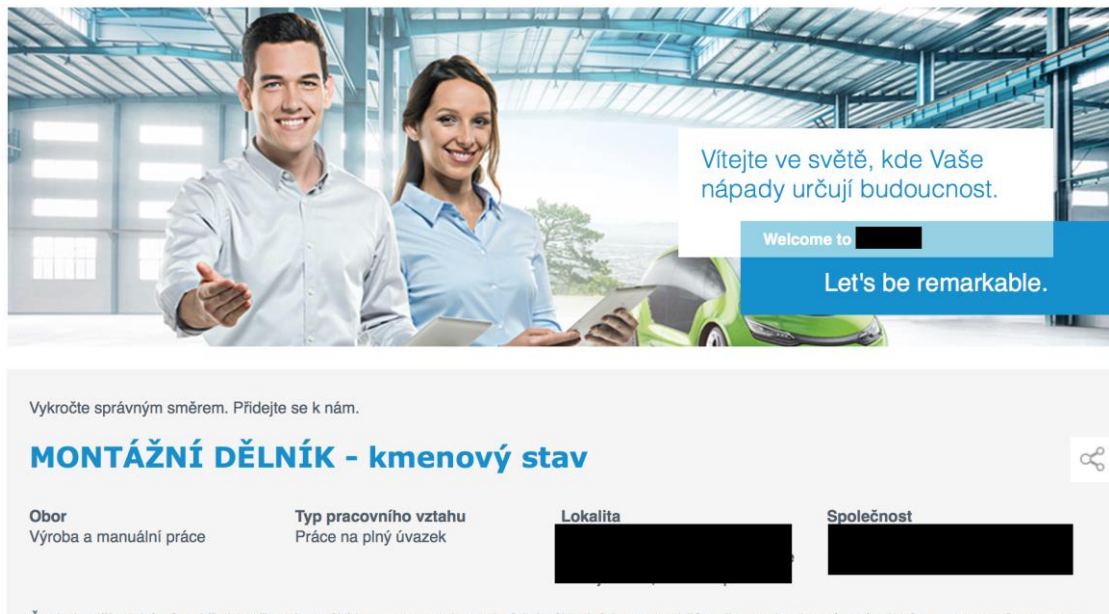 Vítejte ve světě, kde Vaše
nápady určují budoucnost.
Welcome to
Let's be remarkable.
Vykročte správným směrem. Přidejte se k nám.
MONTÁŽNÍ DĚLNÍK - kmenový stav
Obor
Výroba a manuální práce
Typ pracovního vztahu
Práce na plný úvazek
Lokalita
Společnost